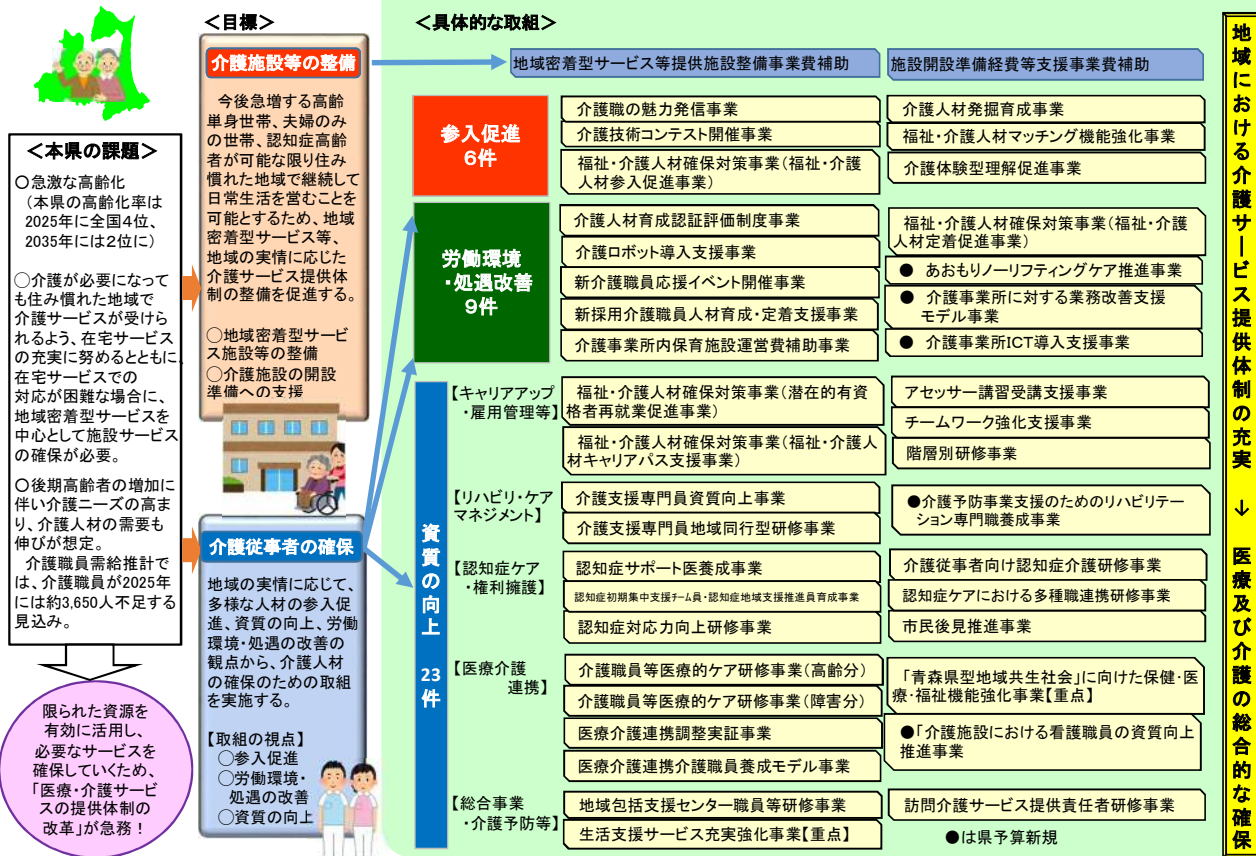 <本県の課題>
○急激な高齢化
(本県の高齢化率は
2025年に全国4位、
2035年には2位に)
○介護が必要になって
も住み慣れた地域で
介護サービスが受けら
れるよう、在宅サービス
の充実に努めるとともに、
在宅サービスでの
対応が困難な場合に、
地域密着型サービスを
中心として施設サービス
の確保が必要。
○後期高齢者の増加に
伴い介護ニーズの高ま
り、介護人材の需要も
伸びが想定。
介護職員需給推計で
は、介護職員が2025年
には約3,650人不足する
見込み。
限られた資源を
有効に活用し、
必要なサービスを
確保していくため、
「医療・介護サービ
スの提供体制の
改革」が急務!
<目標>
介護施設等の整備
今後急増する高齢
単身世帯、夫婦のみ
の世帯、認知症高齢
者が可能な限り住み
慣れた地域で継続して
日常生活を営むことを
可能とするため、地域
密着型サービス等、
地域の実情に応じた
介護サービス提供体
制の整備を促進する。
○地域密着型サービ
ス施設等の整備
○介護施設の開設
準備への支援
介護従事者の確保
地域の実情に応じて、
多様な人材の参入促
進、資質の向上、労働
環境・処遇の改善の
観点から、介護人材
の確保のための取組
を実施する。
【取組の視点】
○参入促進
○労働環境・
処遇の改善
○資質の向上
<具体的な取組>
地域密着型サービス等提供施設整備事業費補助
施設開設準備経費等支援事業費補助
参入促進
6件
介護職の魅力発信事業
介護技術コンテスト開催事業
福祉・介護人材確保対策事業(福祉・介護
人材参入促進事業)
介護人材発掘育成事業
福祉・介護人材マッチング機能強化事業
介護体験型理解促進事業
労働環境
・処遇改善
9件
介護人材育成認証評価制度事業
介護ロボット導入支援事業
新介護職員応援イベント開催事業
新採用介護職員人材育成・定着支援事業
介護事業所内保育施設運営費補助事業
福祉・介護人材確保対策事業(福祉・介護
人材定着促進事業)
● あおもりノーリフティングケア推進事業
● 介護事業所に対する業務改善支援
モデル事業
● 介護事業所ICT導入支援事業
資質の向上
23件
【キャリアアップ
・雇用管理等】
福祉・介護人材確保対策事業(潜在的有資
格者再就業促進事業)
福祉・介護人材確保対策事業(福祉・介護人
材キャリアパス支援事業)
アセッサー講習受講支援事業
チームワーク強化支援事業
階層別研修事業
【リハビリ・ケア
マネジメント】
介護支援専門員資質向上事業
介護支援専門員地域同行型研修事業
●介護予防事業支援のためのリハビリテー
ション専門職養成事業
【認知症ケア
・権利擁護】
認知症サポート医養成事業
認知症初期集中支援チーム員・認知症地域支援推進員育成事業
認知症対応力向上研修事業
介護従事者向け認知症介護研修事業
認知症ケアにおける多種職連携研修事業
市民後見推進事業
【医療介護
連携】
介護職員等医療的ケア研修事業(高齢分)
介護職員等医療的ケア研修事業(障害分)
医療介護連携調整実証事業
医療介護連携介護職員養成モデル事業
「青森県型地域共生社会」に向けた保健・医
療・福祉機能強化事業【重点】
●「介護施設における看護職員の資質向上
推進事業
【総合事業
・介護予防等】
地域包括支援センター職員等研修事業
生活支援サービス充実強化事業【重点】
訪問介護サービス提供責任者研修事業
●は県予算新規
地域における介護サービス提供体制の充実 ↓ 医療及び介護の総合的な確保